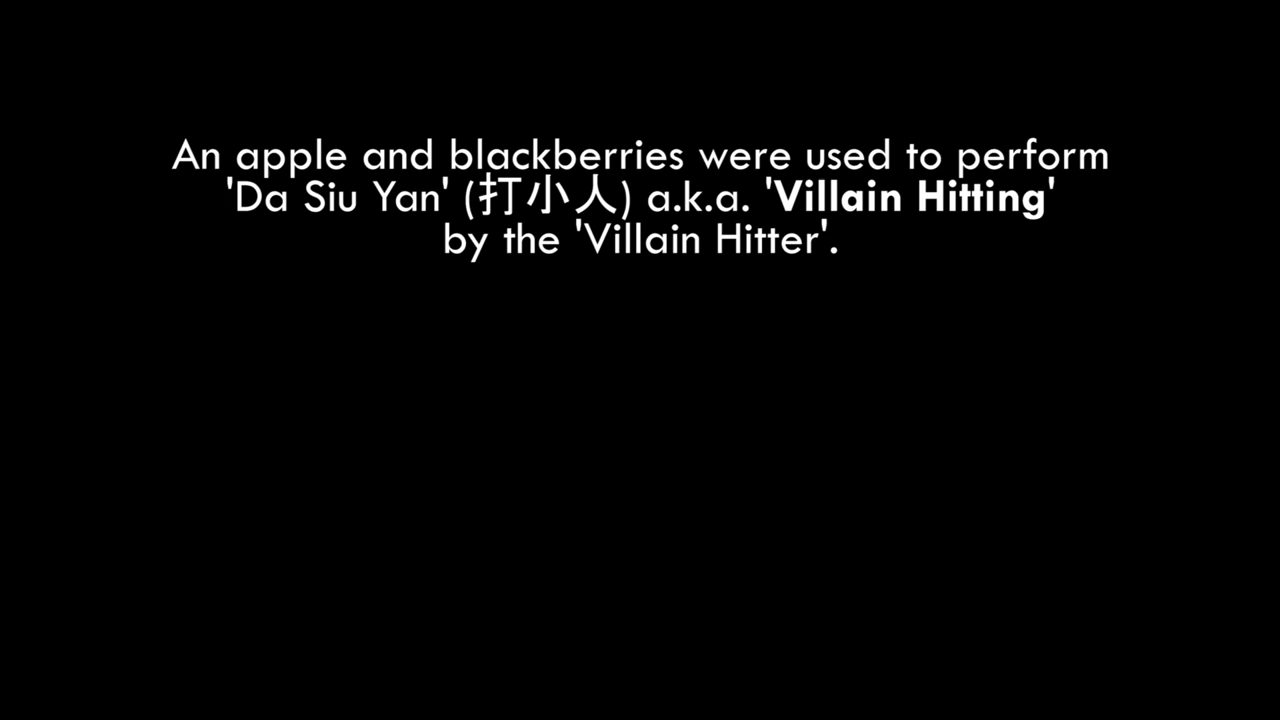 An apple and blackberries were used to perform
'Da Siu Yan' (打小人) a.k.a. 'Villain Hitting'
by the 'Villain Hitter'.